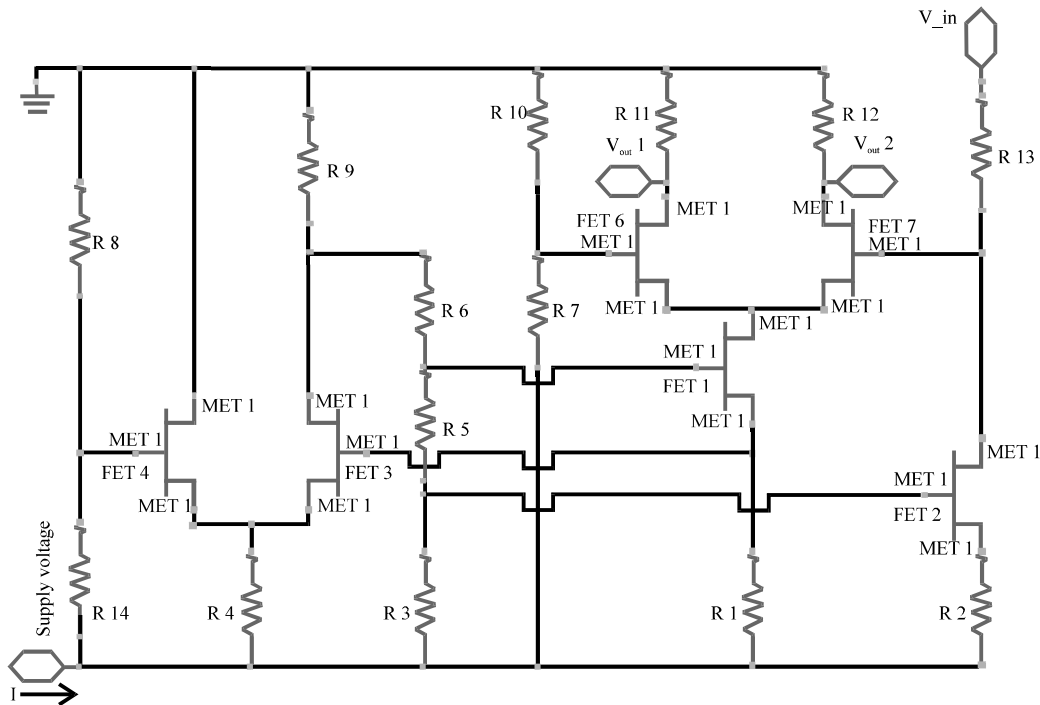 V_in
R 10
R 11
R 12
V_out 1
V_out 2
R 13
R 9
MET 1
MET 1
FET 6
FET 7
MET 1
MET 1
R 8
R 6
R 7
MET 1
MET 1
MET 1
MET 1
FET 1
MET 1
MET 1
MET 1
R 5
MET 1
MET 1
MET 1
FET 4
FET 3
MET 1
FET 2
MET 1
MET 1
MET 1
Supply voltage
R 14
R 4
R 3
R 1
R 2
I